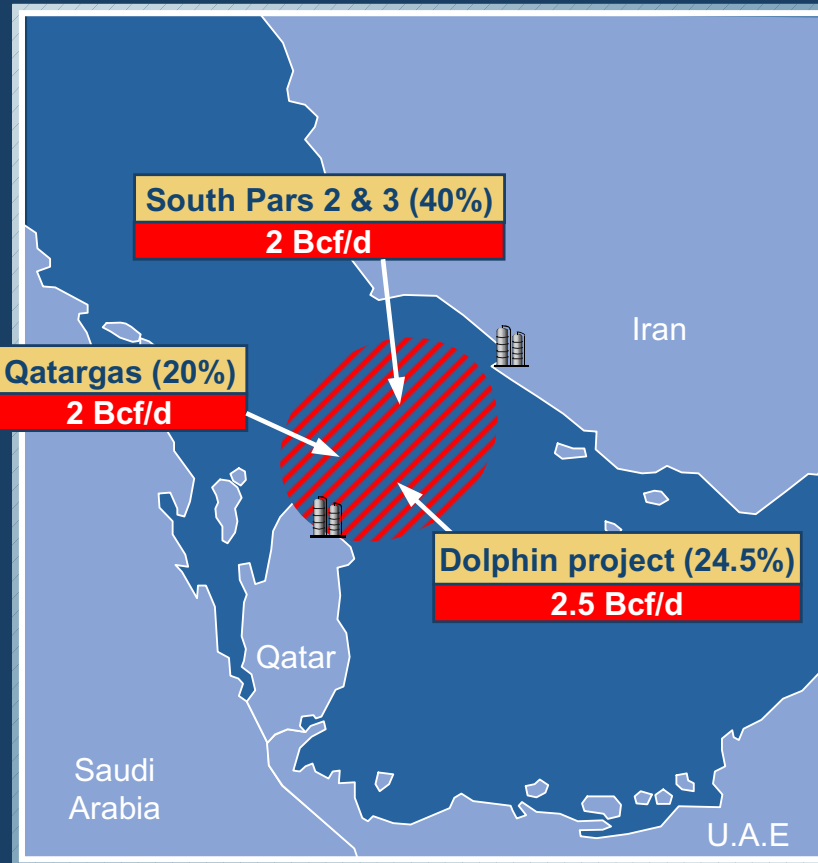 South Pars 2 & 3 (40%)
2 Bcf/d
Iran
Qatargas (20%)
2 Bcf/d
Dolphin project (24.5%)
2.5 Bcf/d
Qatar
Saudi
Arabia
U.A.E